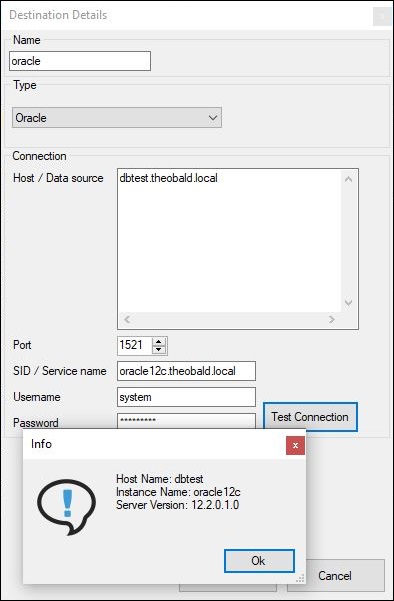 Destination Details
x
Name
oracle
Type
Oracle
Connection
Host / Data source
dbtest.theobald.local
Port
1521
SID / Service name
oracle12c.theobald.local
Username
system
Password
*********
Test Connection
Info
x
Host Name: dbtest
Instance Name: oracle12c
Server Version: 12.2.0.1.0
Ok
Cancel